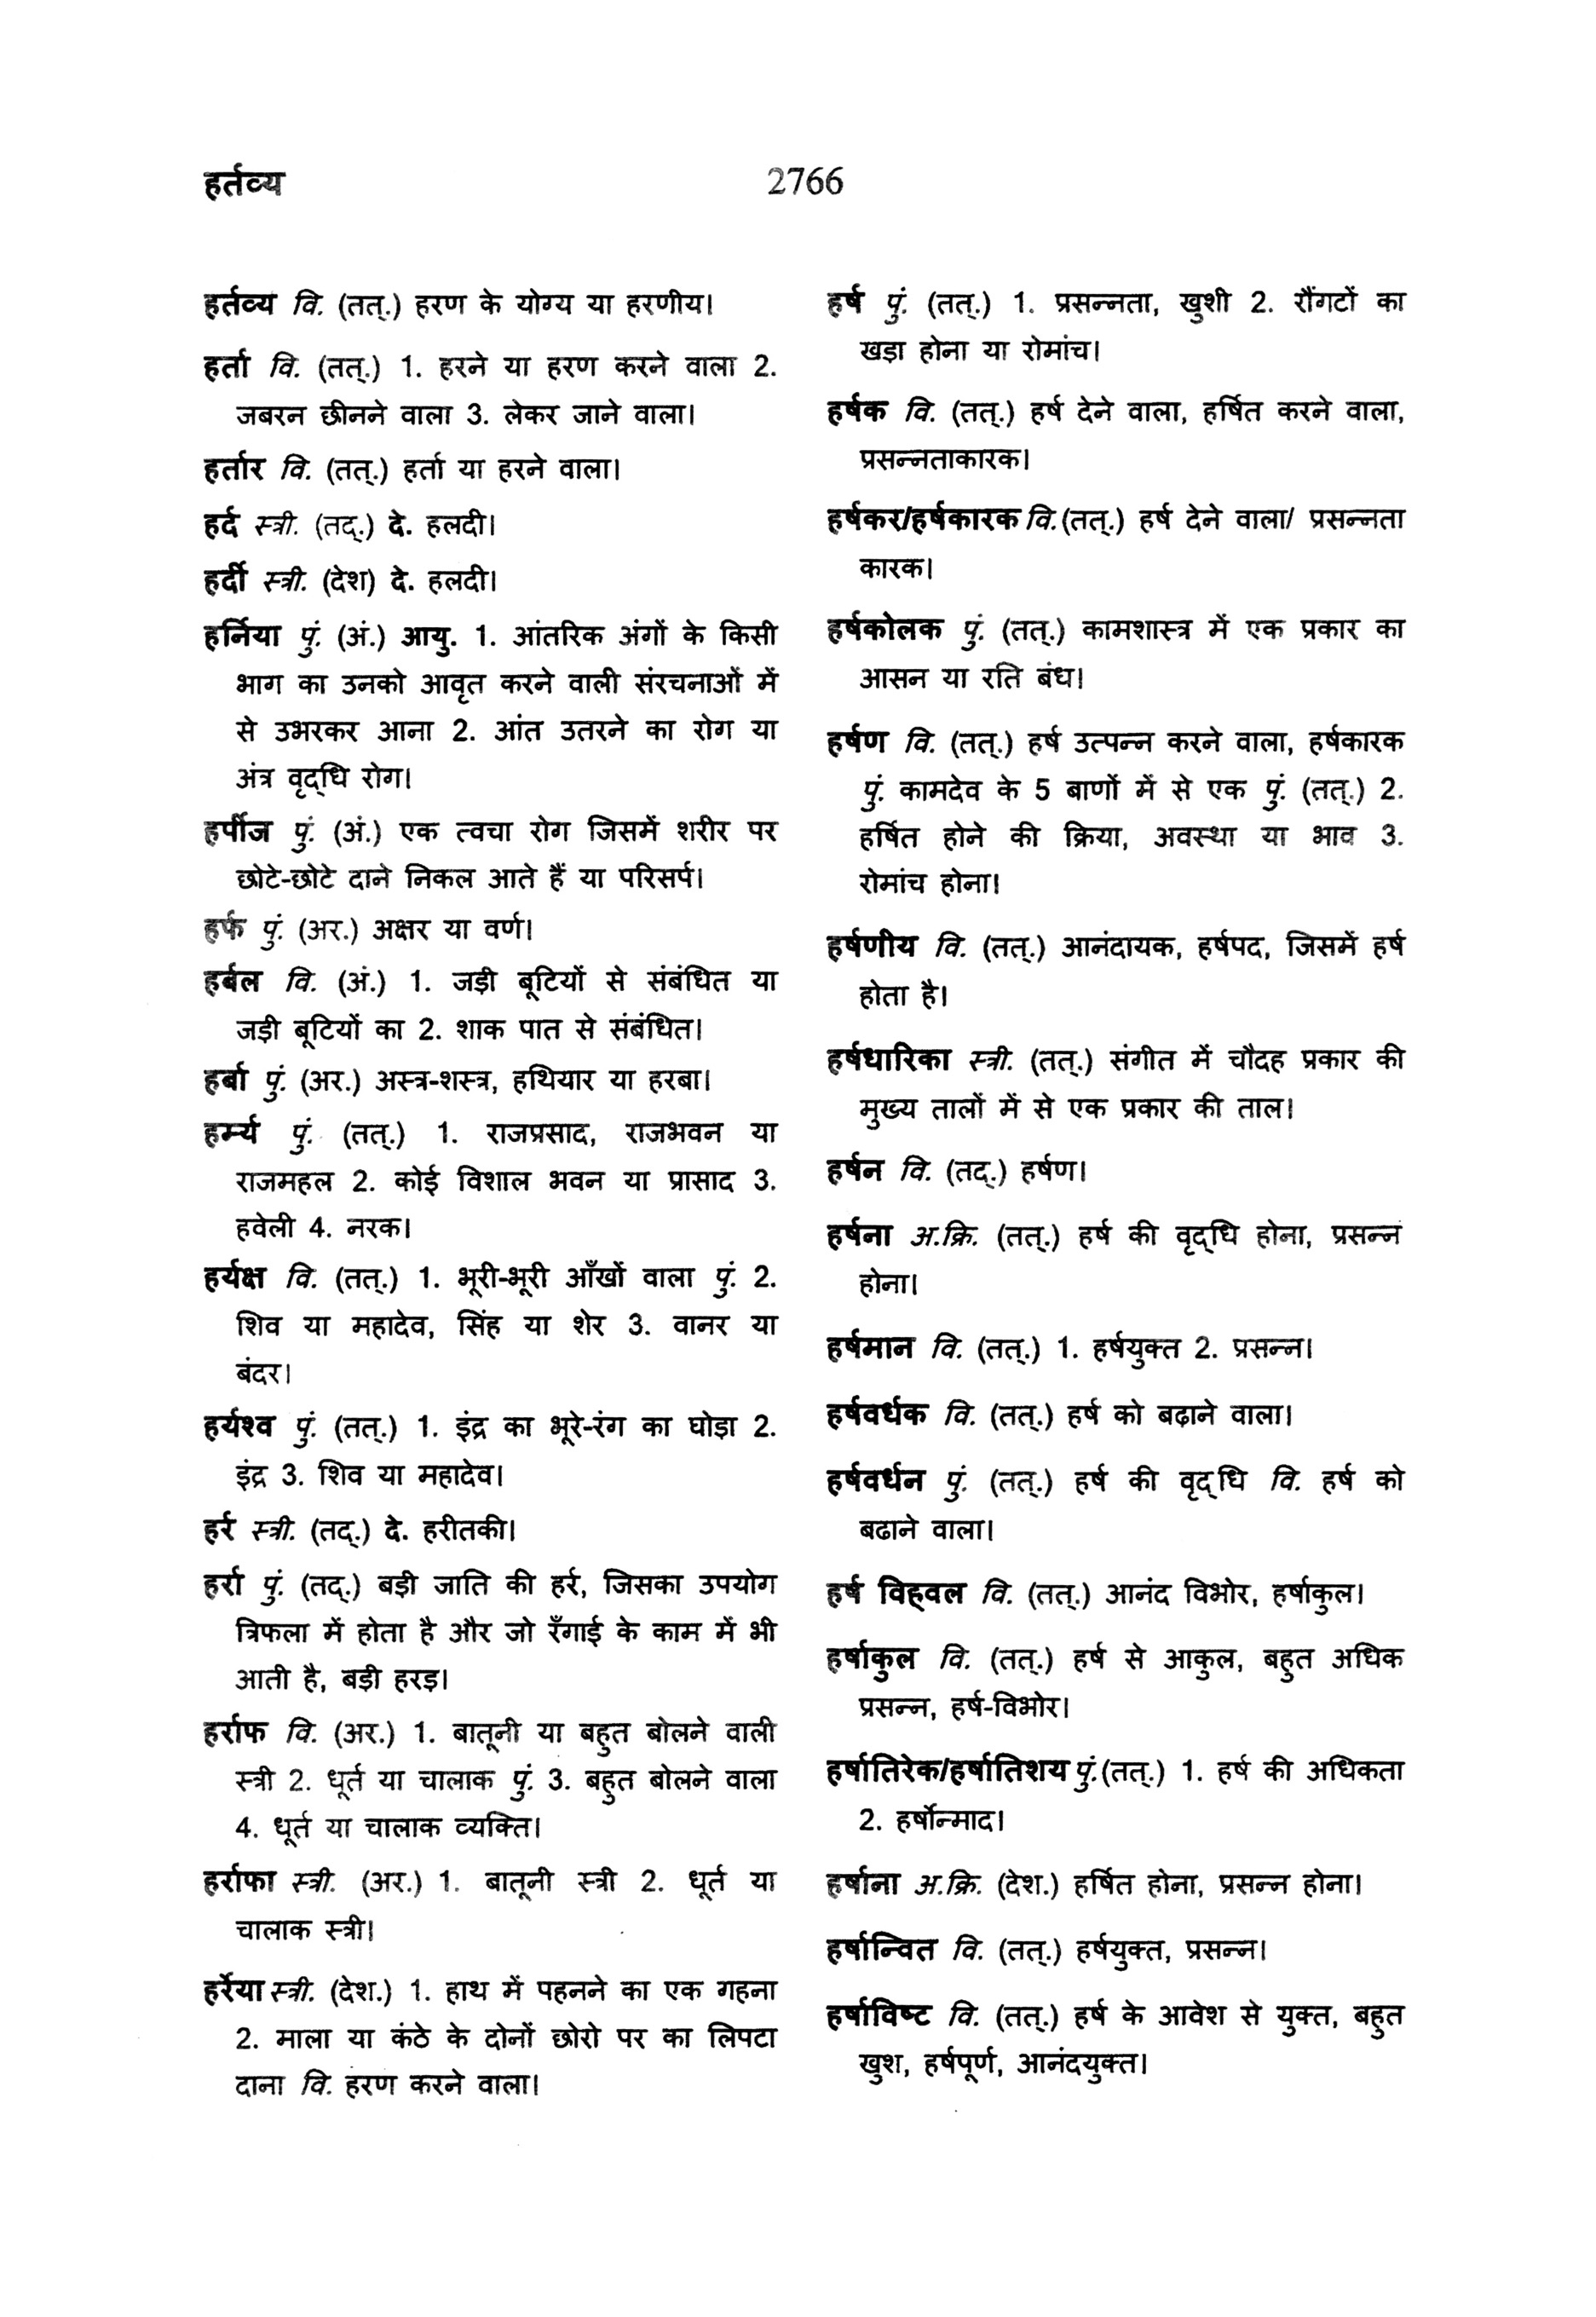 हर्तव्य 2766
हर्तव्य वि. (तत्.) हरण के योग्य या हरणीय।
हर्ता वि. (तत्.) 1. हरने या हरण करने वाला 2.
जबरन छीनने वाला 3. लेकर जाने वाला।
हर्तार वि. (तत्.) हर्ता या हरने वाला।
हर्द स्त्री. (तद्.) दे. हलदी।
हर्दी स्त्री. (देश) दे. हलदी।
हर्निया पुं. (अं.) आयु. 1. आंतरिक अंगों के किसी
भाग का उनको आवृत करने वाली संरचनाओं में
से उभरकर आना 2. आंत उतरने का रोग या
अंत्र वृद्धि रोग।
हर्पीज पुं. (अं.) एक त्वचा रोग जिसमें शरीर पर
छोटे-छोटे दाने निकल आते हैं या परिसर्प।
हर्फ पुं. (अर.) अक्षर या वर्ण।
हर्बल वि. (अं.) 1. जड़ी बूटियों से संबंधित या
जड़ी बूटियों का 2. शाक पात से संबंधित।
हर्बा पुं. (अर.) अस्त्र-शस्त्र, हथियार या हरबा।
हर्म्य पुं. (तत्.) 1. राजप्रसाद, राजभवन या
राजमहल 2. कोई विशाल भवन या प्रासाद 3.
हवेली 4. नरक।
हर्यक्ष वि. (तत्.) 1. भूरी-भूरी आँखों वाला पुं. 2.
शिव या महादेव, सिंह या शेर 3. वानर या
बंदर।
हर्यश्व पुं. (तत्.) 1. इंद्र का भूरे-रंग का घोड़ा 2.
इंद्र 3. शिव या महादेव।
हर्र स्त्री. (तद्.) दे. हरीतकी।
हर्रा पुं. (तद्.) बड़ी जाति की हर्र, जिसका उपयोग
त्रिफला में होता है और जो रँगाई के काम में भी
आती है, बड़ी हरड़।
हर्राफ वि. (अर.) 1. बातूनी या बहुत बोलने वाली
स्त्री 2. धूर्त या चालाक पुं. 3. बहुत बोलने वाला
4. धूर्त या चालाक व्यक्ति।
हर्राफा स्त्री. (अर.) 1. बातूनी स्त्री 2. धूर्त या
चालाक स्त्री।
हर्रेया स्त्री. (देश.) 1. हाथ में पहनने का एक गहना
2. माला या कंठे के दोनों छोरो पर का लिपटा
दाना वि. हरण करने वाला।
हर्ष पुं. (तत्.) 1. प्रसन्नता, खुशी 2. रौंगटों का
खड़ा होना या रोमांच।
हर्षक वि. (तत्.) हर्ष देने वाला, हर्षित करने वाला,
प्रसन्नताकारक।
हर्षकर/हर्षकारक वि.(तत्.) हर्ष देने वाला/ प्रसन्नता
कारक।
हर्षकोलक पुं. (तत्.) कामशास्त्र में एक प्रकार का
आसन या रति बंध।
हर्षण वि. (तत्.) हर्ष उत्पन्न करने वाला, हर्षकारक
पुं. कामदेव के 5 बाणों में से एक पुं. (तत्.) 2.
हर्षित होने की क्रिया, अवस्था या भाव 3.
रोमांच होना।
हर्षणीय वि. (तत्.) आनंदायक, हर्षपद, जिसमें हर्ष
होता है।
हर्षधारिका स्त्री. (तत्.) संगीत में चौदह प्रकार की
मुख्य तालों में से एक प्रकार की ताल।
हर्षन वि. (तद्.) हर्षण।
हर्षना अ.क्रि. (तत्.) हर्ष की वृद्धि होना, प्रसन्न
होना।
हर्षमान वि. (तत्.) 1. हर्षयुक्त 2. प्रसन्न।
हर्षवर्धक वि. (तत्.) हर्ष को बढ़ाने वाला।
हर्षवर्धन पुं. (तत्.) हर्ष की वृद्धि वि. हर्ष को
बढाने वाला।
हर्ष विह्वल वि. (तत्.) आनंद विभोर, हर्षाकुल।
हर्षाकुल वि. (तत्.) हर्ष से आकुल, बहुत अधिक
प्रसन्न, हर्ष-विभोर।
हर्षातिरेक/हर्षातिशय पुं.(तत्.) 1. हर्ष की अधिकता
2. हर्षोन्माद।
हर्षाना अ.क्रि. (देश.) हर्षित होना, प्रसन्न होना।
हर्षान्वित वि. (तत्.) हर्षयुक्त, प्रसन्न।
हर्षाविष्ट वि. (तत्.) हर्ष के आवेश से युक्त, बहुत
खुश, हर्षपूर्ण, आनंदयुक्त।